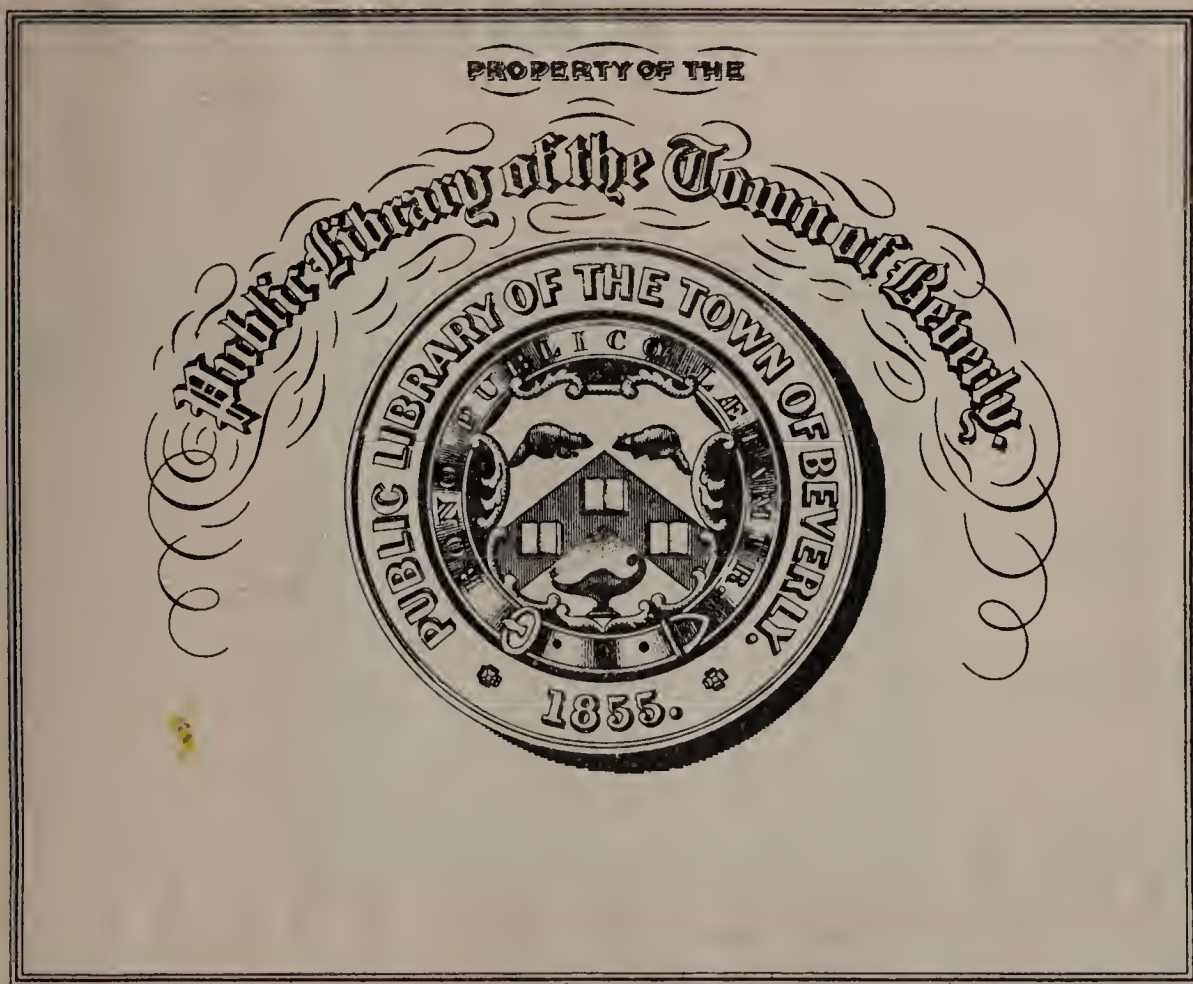 PROPERTY OF THE
Public Library of the Town of Beverly.
PUBLIC LIBRARY OF THE TOWN OF BEVERLY.
BONO PUBLICO LÆTAMUR.
1855.